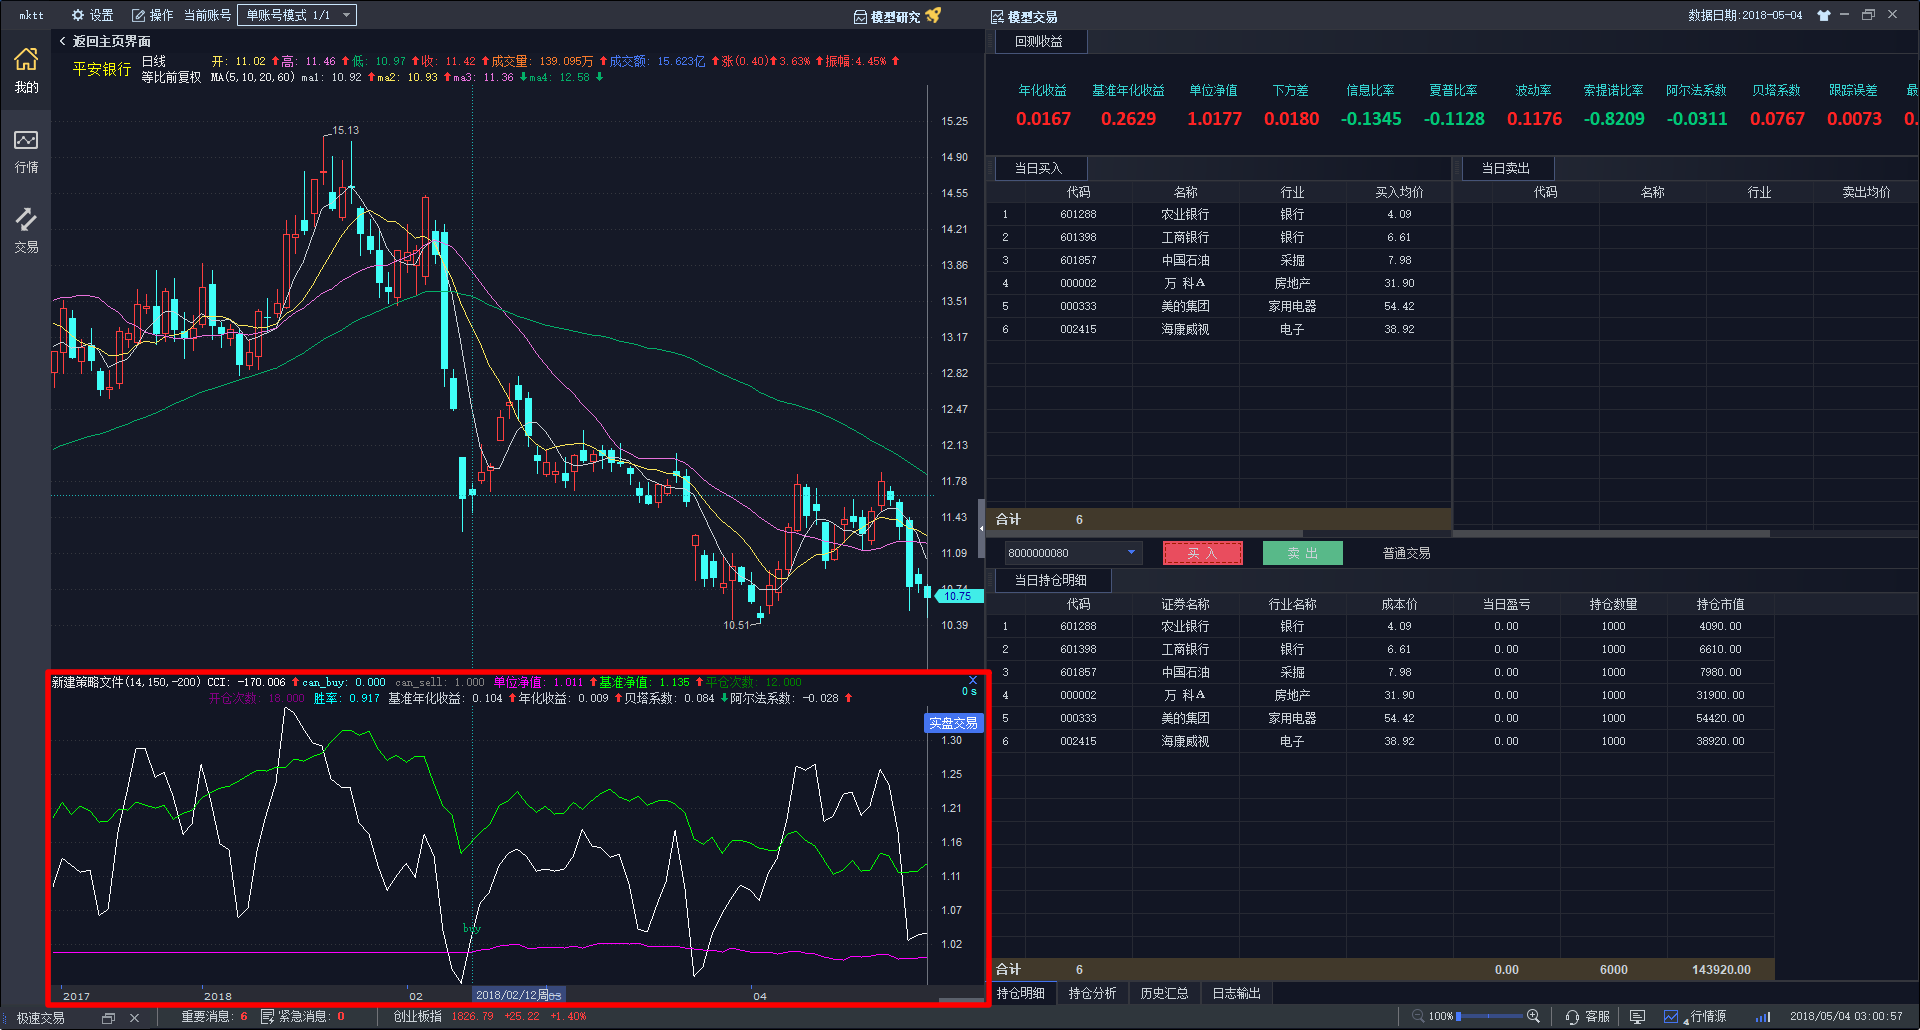 mktt 设置 操作 当前账号 单账号模式 1/1 模型研究 模型交易 数据日期:2018-05-04
我的
行情
交易
返回主页界面
平安银行 日线 开: 11.02 高: 11.46 低: 10.97 收: 11.42 成交量: 139.095万 成交额: 15.623亿 涨(0.40) 3.63% 振幅:4.45%
等比前复权 MA(5,10,20,60) ma1: 10.92 ma2: 10.93 ma3: 11.36 ma4: 12.58
15.13
10.51
15.25
14.90
14.55
14.21
13.86
13.51
13.17
12.82
12.47
12.13
11.78
11.43
11.09
10.75
10.39
新建策略文件(14,150,-200) CCI: -170.006 can_buy: 0.000 can_sell: 1.000 单位净值: 1.011 基准净值: 1.135 平仓次数: 12.000
开仓次数: 18.000 胜率: 0.917 基准年化收益: 0.104 年化收益: 0.009 贝塔系数: 0.084 阿尔法系数: -0.028
X
0 s
实盘交易
1.30
1.25
1.21
1.16
1.11
1.07
1.02
buy
2017 2018 02 2018/02/12周 04
回测收益
年化收益 基准年化收益 单位净值 下方差 信息比率 夏普比率 波动率 索提诺比率 阿尔法系数 贝塔系数 跟踪误差 最
0.0167 0.2629 1.0177 0.0180 -0.1345 -0.1128 0.1176 -0.8209 -0.0311 0.0767 0.0073 0.
当日买入
代码 名称 行业 买入均价
1 601288 农业银行 银行 4.09
2 601398 工商银行 银行 6.61
3 601857 中国石油 采掘 7.98
4 000002 万 科A 房地产 31.90
5 000333 美的集团 家用电器 54.42
6 002415 海康威视 电子 38.92
合计 6
当日卖出
代码 名称 行业 卖出均价
8000000080 买 入 卖 出 普通交易
当日持仓明细
代码 证券名称 行业名称 成本价 当日盈亏 持仓数量 持仓市值
1 601288 农业银行 银行 4.09 0.00 1000 4090.00
2 601398 工商银行 银行 6.61 0.00 1000 6610.00
3 601857 中国石油 采掘 7.98 0.00 1000 7980.00
4 000002 万 科A 房地产 31.90 0.00 1000 31900.00
5 000333 美的集团 家用电器 54.42 0.00 1000 54420.00
6 002415 海康威视 电子 38.92 0.00 1000 38920.00
合计 6 0.00 6000 143920.00
持仓明细 持仓分析 历史汇总 日志输出
极速交易 重要消息: 6 紧急消息: 0 创业板指 1826.79 +25.22 +1.40% 100% 客服 行情源 2018/05/04 03:00:57